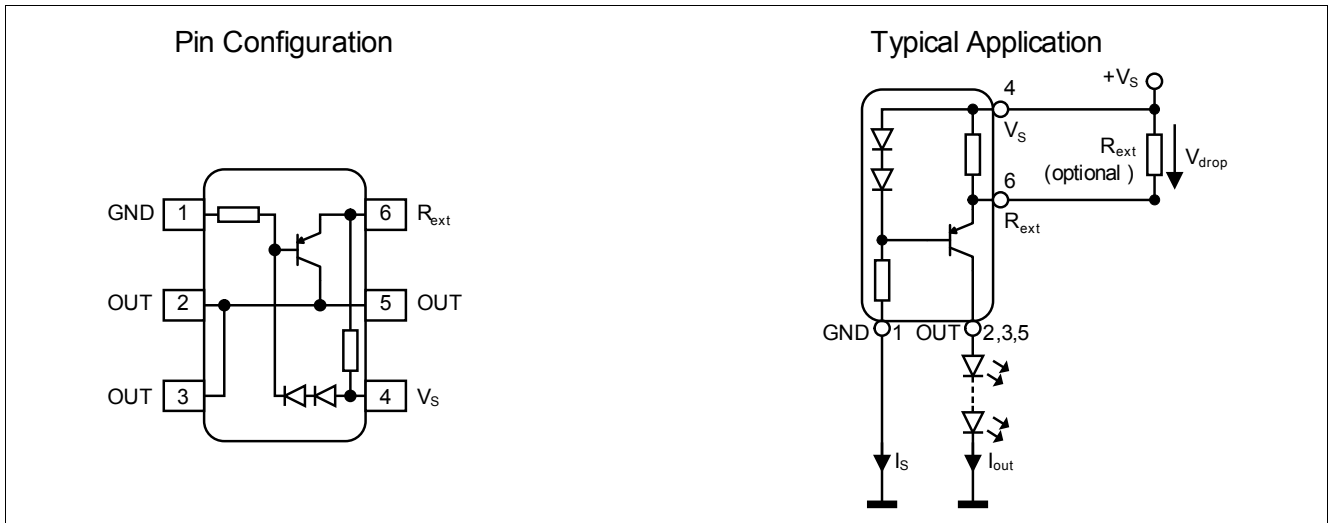 Pin Configuration
GND 1
6 Rext
OUT 2
5 OUT
OUT 3
4 VS
Typical Application
+VS
4
VS
Rext
(optional )
Vdrop
6
Rext
GND 1 OUT 2,3,5
IS
Iout